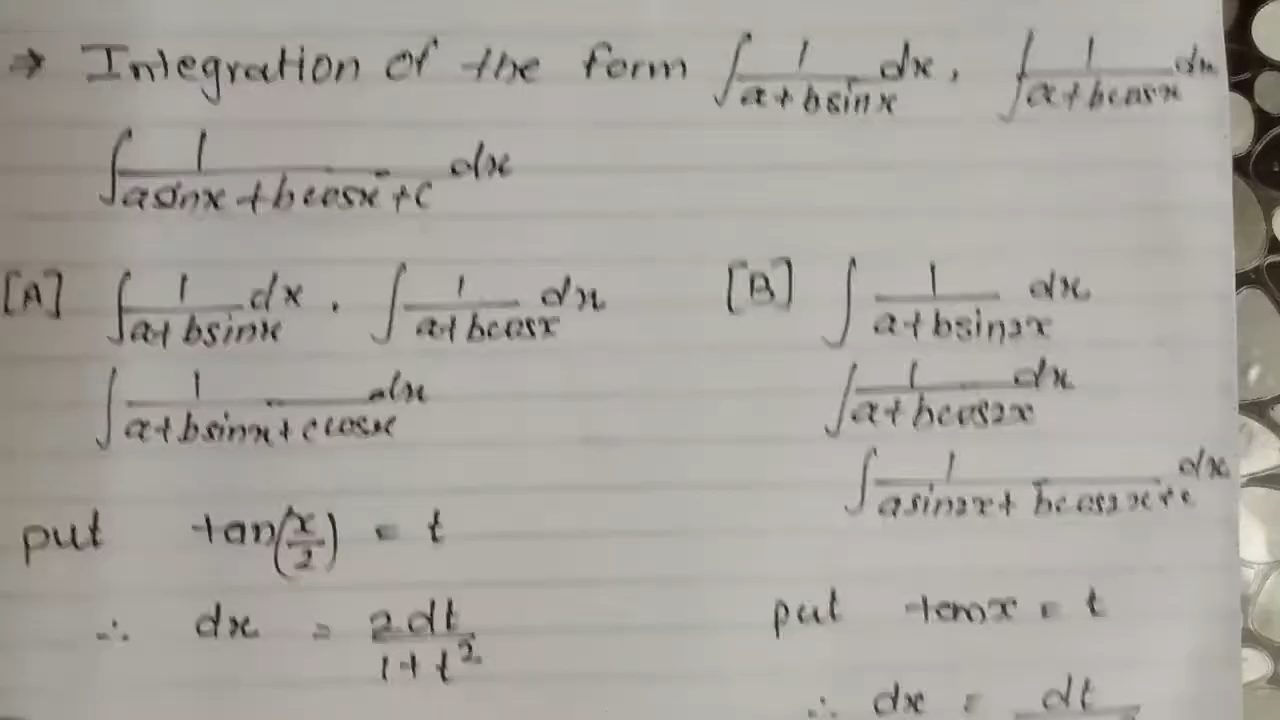 → Integration of the form ∫ 1/(a+bsinx) dx, ∫ 1/(a+bcosx) dx
∫ 1/(asinx+bcosx+c) dx
[A] ∫ 1/(a+bsinx) dx, ∫ 1/(a+bcosx) dx
∫ 1/(a+bsinx+ccosx) dx
put tan(x/2) = t
∴ dx = 2dt/(1+t²)
[B] ∫ 1/(a+bsin2x) dx
∫ 1/(a+bcos2x) dx
∫ 1/(asin2x+bcos2x+c) dx
put tanx = t
∴ dx = dt